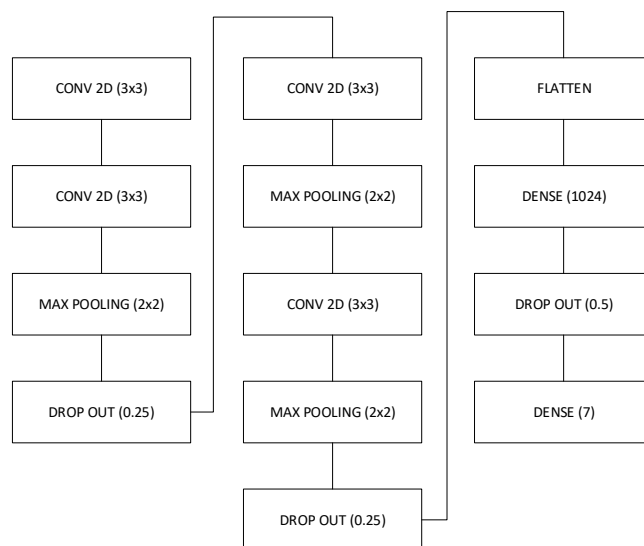 CONV 2D (3x3)
CONV 2D (3x3)
MAX POOLING (2x2)
DROP OUT (0.25)
CONV 2D (3x3)
MAX POOLING (2x2)
CONV 2D (3x3)
MAX POOLING (2x2)
DROP OUT (0.25)
FLATTEN
DENSE (1024)
DROP OUT (0.5)
DENSE (7)